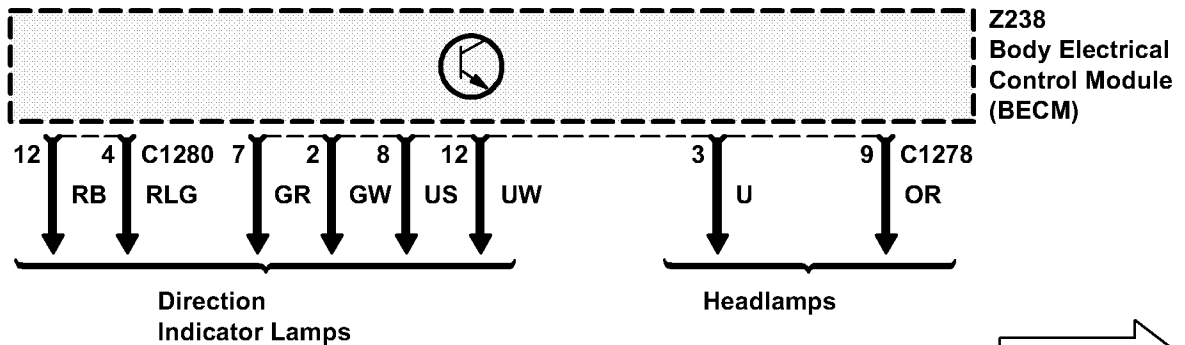 Z238
Body Electrical
Control Module
(BECM)
12 4 C1280 7 2 8 12 3 9 C1278
RB RLG GR GW US UW U OR
Direction
Indicator Lamps
Headlamps